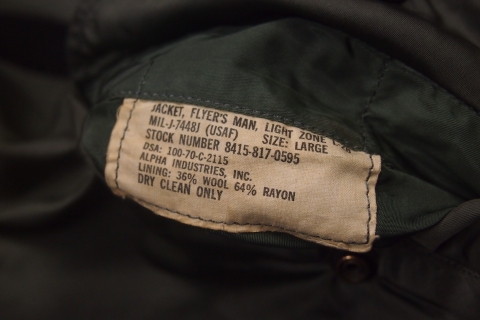 JACKET, FLYER'S MAN, LIGHT ZONE
MIL-J-7448J (USAF) SIZE: LARGE
STOCK NUMBER 8415-817-0595
DSA: 100-70-C-2115
ALPHA INDUSTRIES, INC.
LINING: 36% WOOL 64% RAYON
DRY CLEAN ONLY